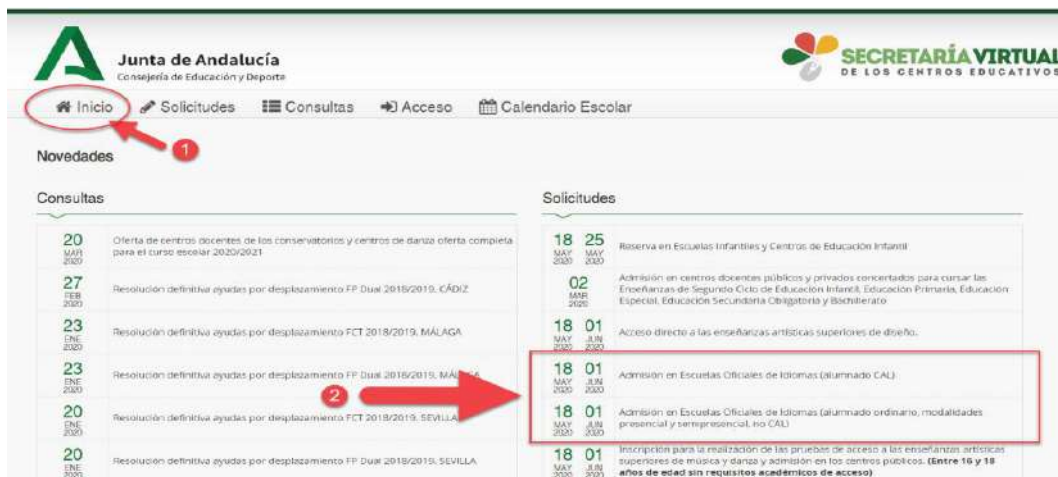 Junta de Andalucía
Consejería de Educación y Deporte
SECRETARÍA VIRTUAL
DE LOS CENTROS EDUCATIVOS
Inicio Solicitudes Consultas Acceso Calendario Escolar
1
Novedades
Consultas
20 MAR 2020
Oferta de centros docentes de los conservatorios y centros de danza oferta completa
para el curso escolar 2020/2021
27 FEB 2020
Resolución definitiva ayudas por desplazamiento FP Dual 2018/2019. CÁDIZ
23 ENE 2020
Resolución definitiva ayudas por desplazamiento FCT 2018/2019. MÁLAGA
23 ENE 2020
Resolución definitiva ayudas por desplazamiento FP Dual 2018/2019. MÁLAGA
2
20 ENE 2020
Resolución definitiva ayudas por desplazamiento FCT 2018/2019. SEVILLA
20 ENE 2020
Resolución definitiva ayudas por desplazamiento FP Dual 2018/2019. SEVILLA
Solicitudes
18 MAY 2020 25 MAY 2020
Reserva en Escuelas Infantiles y Centros de Educación Infantil
02 MAR 2020
Admisión en centros docentes públicos y privados concertados para cursar las
Enseñanzas de Segundo Ciclo de Educación Infantil, Educación Primaria, Educación
Especial, Educación Secundaria Obligatoria y Bachillerato
18 MAY 2020 01 JUN 2020
Acceso directo a las enseñanzas artísticas superiores de diseño.
18 MAY 2020 01 JUN 2020
Admisión en Escuelas Oficiales de Idiomas (alumnado CAL)
18 MAY 2020 01 JUN 2020
Admisión en Escuelas Oficiales de Idiomas (alumnado ordinario, modalidades
presencial y semipresencial, no CAL)
18 MAY 2020 01 JUN 2020
Inscripción para la realización de las pruebas de acceso a las enseñanzas artísticas
superiores de música y danza y admisión en los centros públicos. (Entre 16 y 18
años de edad sin requisitos académicos de acceso)